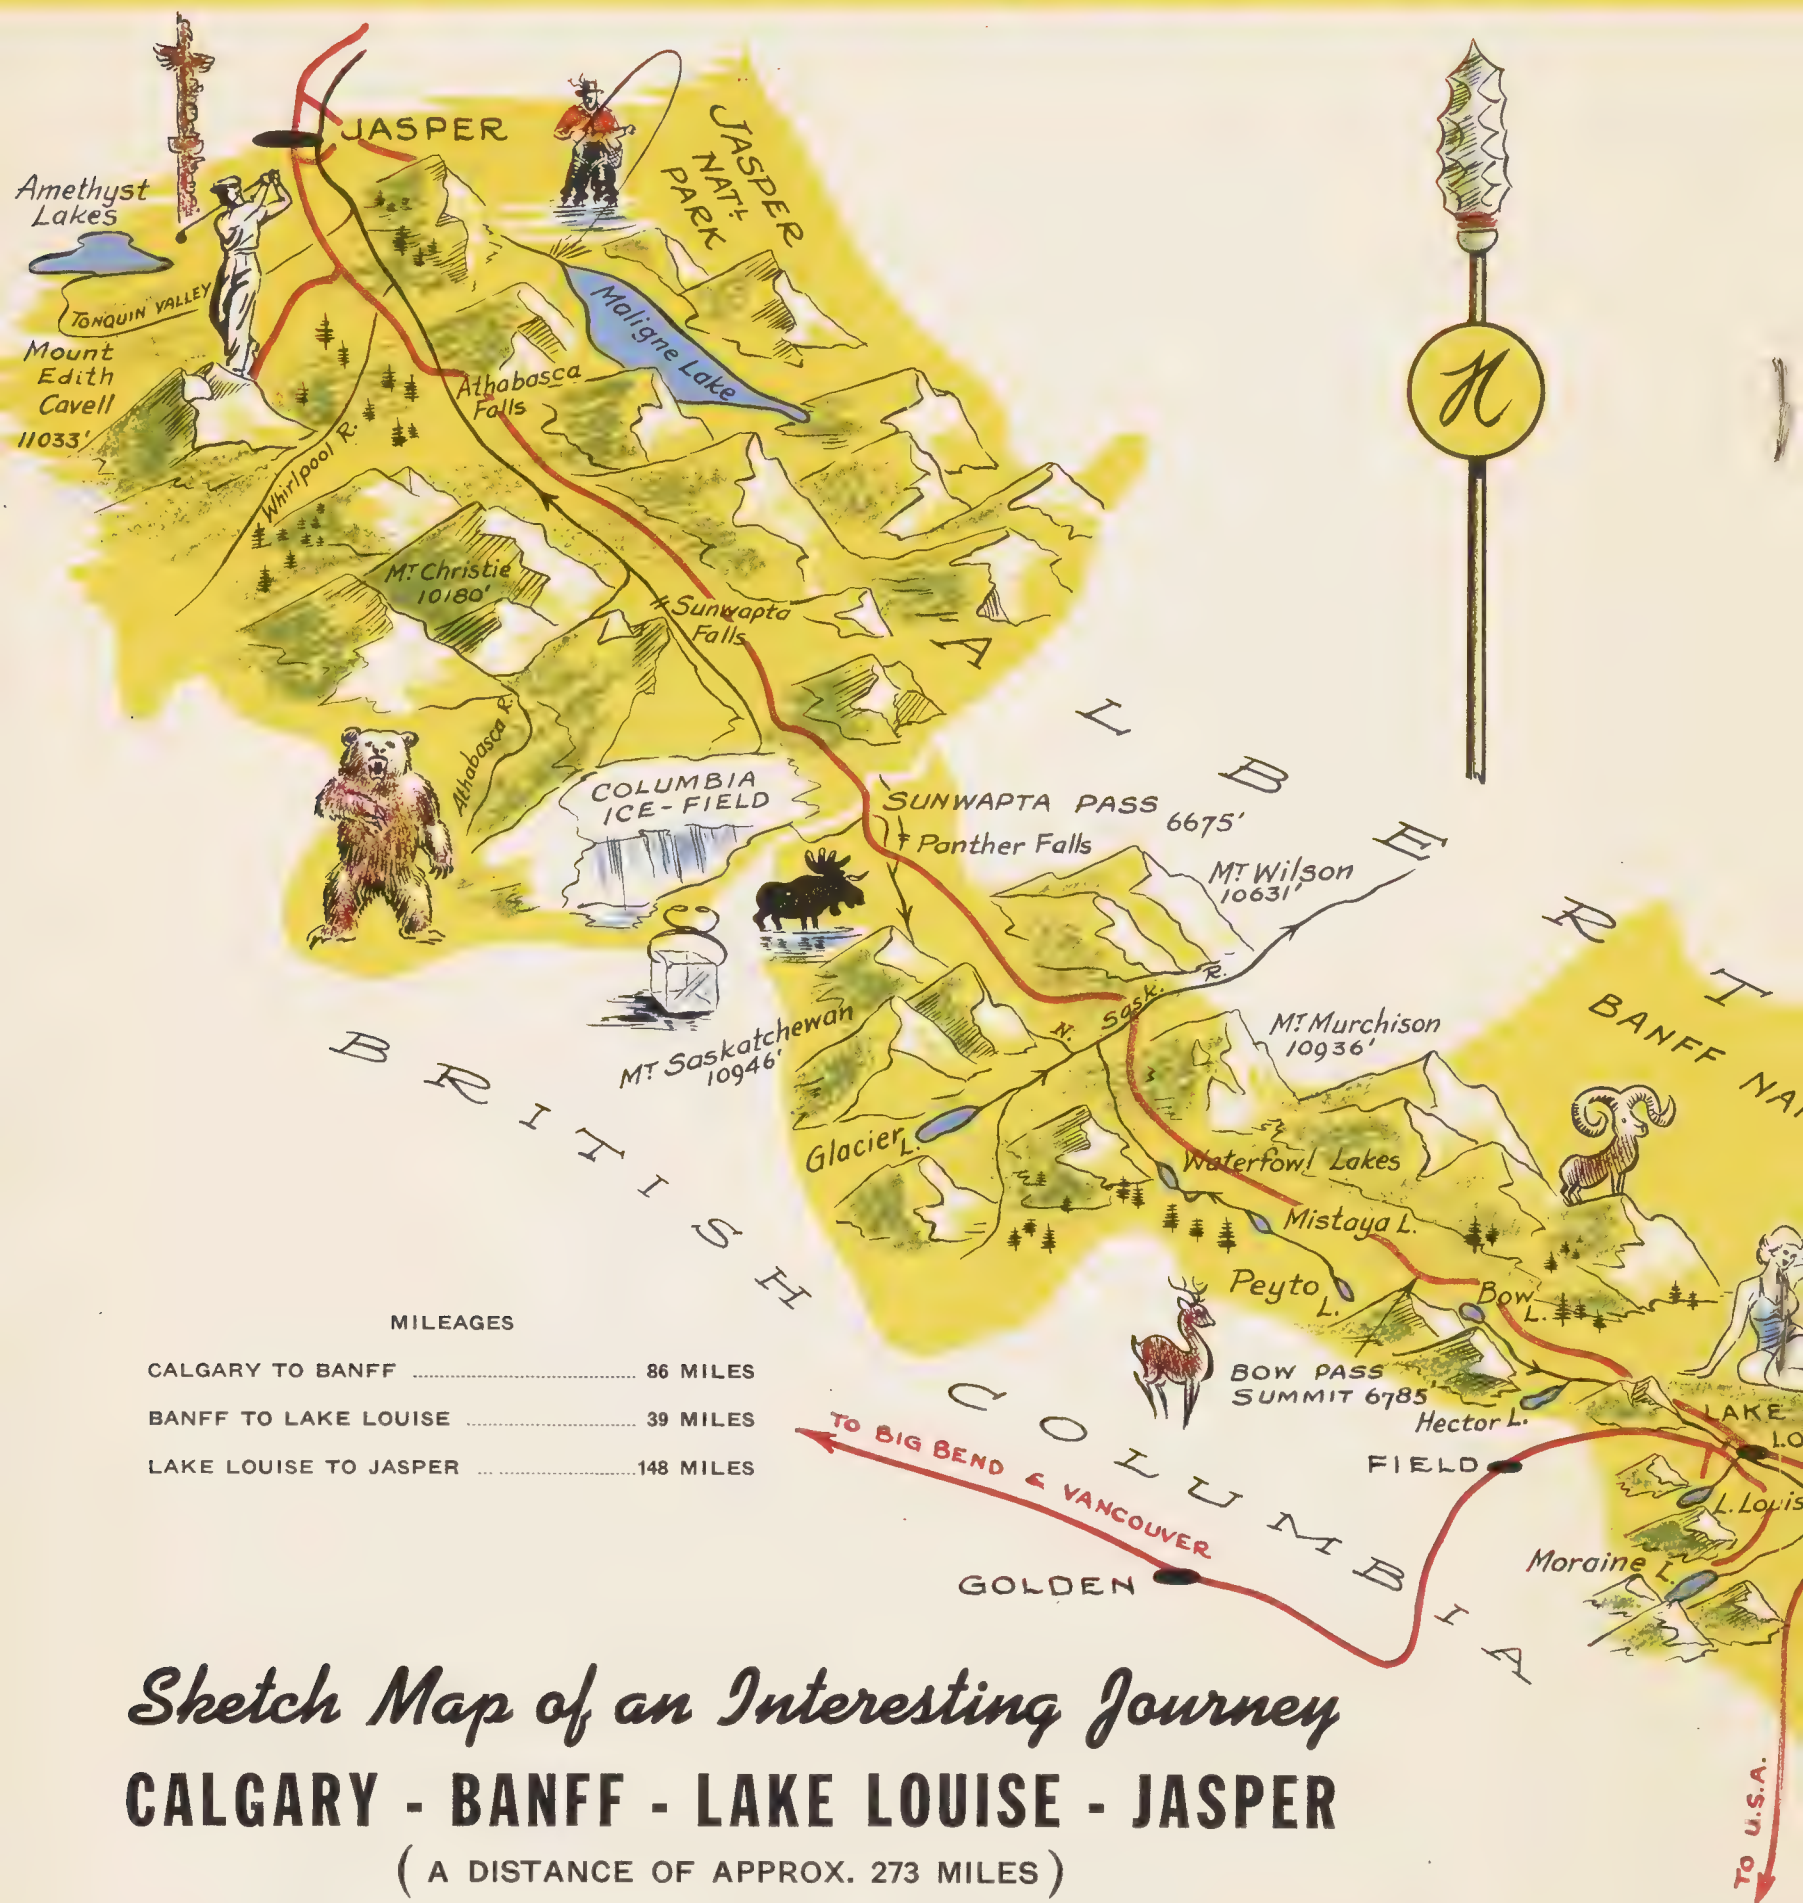 JASPER
JASPER
NAT'L
PARK
Amethyst
Lakes
TONQUIN VALLEY
Mount
Edith
Cavell
11033'
Maligne Lake
Athabasca
Falls
Whirlpool R.
MT Christie
10180'
Sunwapta
Falls
Athabasca R.
COLUMBIA
ICE-FIELD
SUNWAPTA PASS 6675'
Panther Falls
MT Wilson
10631'
H
ALBERT
BANFF NA
N. Sask. R.
MT Saskatchewan
10946'
MT Murchison
10936'
Glacier L.
Waterfowl Lakes
Mistaya L.
Peyto L.
Bow L.
BOW PASS
SUMMIT 6785'
Hector L.
LAKE
LO
FIELD
L. Louis
Moraine L.
BRITISH COLUMBIA
TO BIG BEND & VANCOUVER
GOLDEN
TO U.S.A.
MILEAGES
CALGARY TO BANFF ........ 86 MILES
BANFF TO LAKE LOUISE ........ 39 MILES
LAKE LOUISE TO JASPER ........ 148 MILES
Sketch Map of an Interesting Journey
CALGARY - BANFF - LAKE LOUISE - JASPER
(A DISTANCE OF APPROX. 273 MILES)